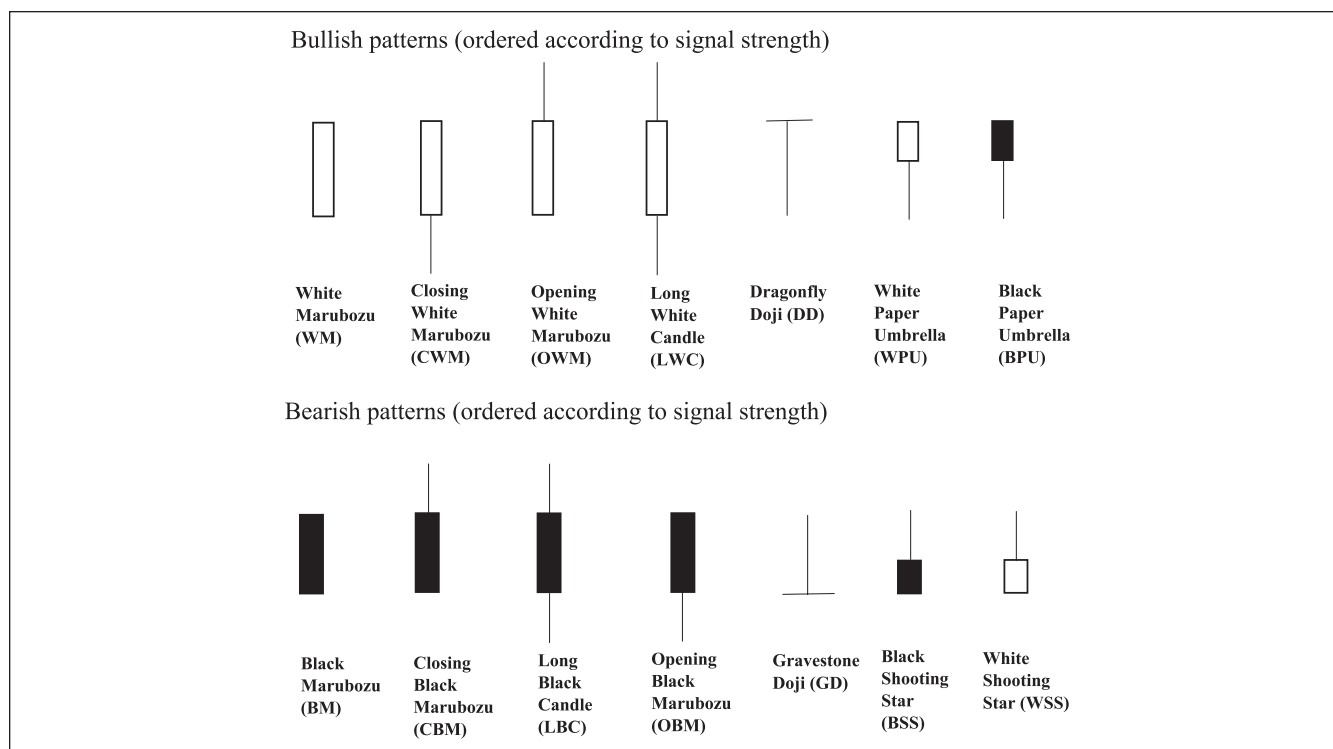 Bullish patterns (ordered according to signal strength)
White
Marubozu
(WM)
Closing
White
Marubozu
(CWM)
Opening
White
Marubozu
(OWM)
Long
White
Candle
(LWC)
Dragonfly
Doji (DD)
White
Paper
Umbrella
(WPU)
Black
Paper
Umbrella
(BPU)
Bearish patterns (ordered according to signal strength)
Black
Marubozu
(BM)
Closing
Black
Marubozu
(CBM)
Long
Black
Candle
(LBC)
Opening
Black
Marubozu
(OBM)
Gravestone
Doji (GD)
Black
Shooting
Star
(BSS)
White
Shooting
Star (WSS)